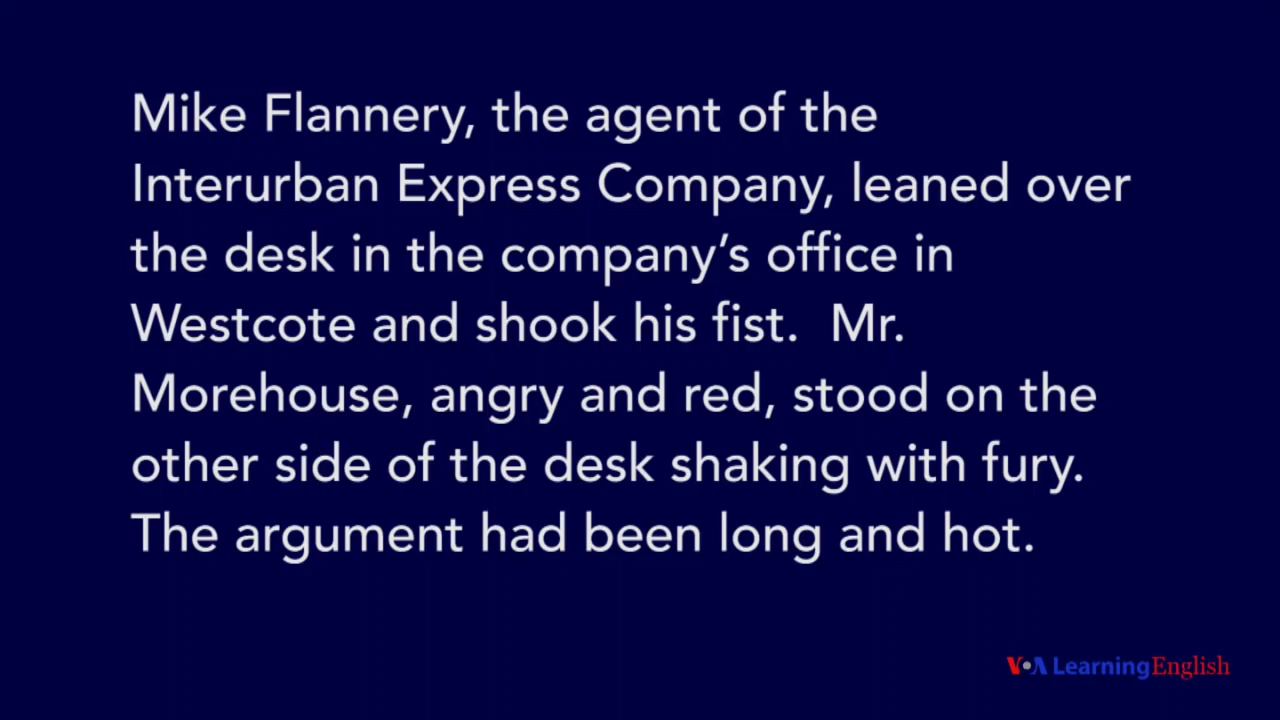 Mike Flannery, the agent of the
Interurban Express Company, leaned over
the desk in the company’s office in
Westcote and shook his fist.  Mr.
Morehouse, angry and red, stood on the
other side of the desk shaking with fury.
The argument had been long and hot.
VOA LearningEnglish